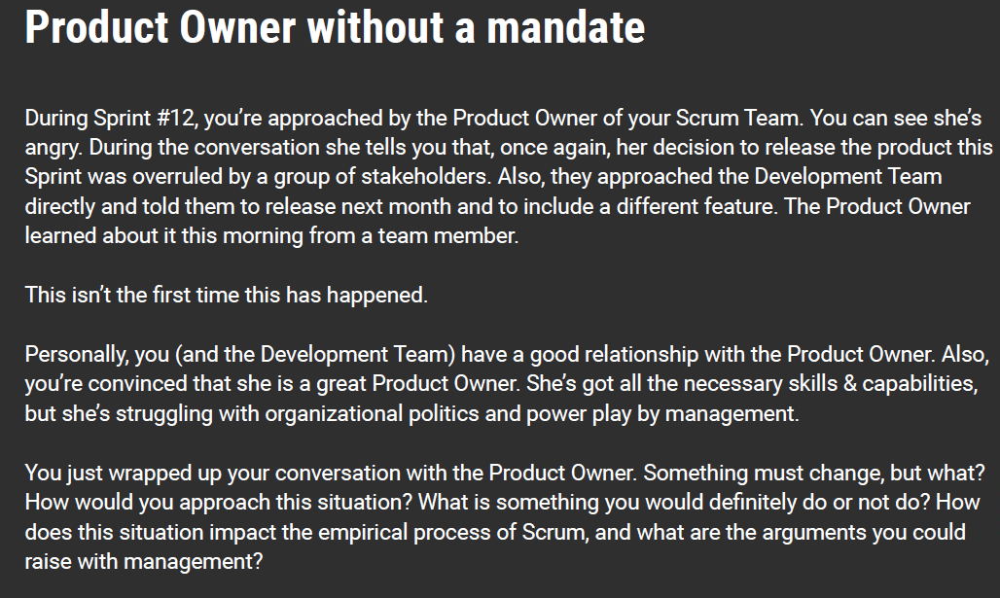 Product Owner without a mandate
During Sprint #12, you’re approached by the Product Owner of your Scrum Team. You can see she’s
angry. During the conversation she tells you that, once again, her decision to release the product this
Sprint was overruled by a group of stakeholders. Also, they approached the Development Team
directly and told them to release next month and to include a different feature. The Product Owner
learned about it this morning from a team member.
This isn’t the first time this has happened.
Personally, you (and the Development Team) have a good relationship with the Product Owner. Also,
you’re convinced that she is a great Product Owner. She’s got all the necessary skills & capabilities,
but she’s struggling with organizational politics and power play by management.
You just wrapped up your conversation with the Product Owner. Something must change, but what?
How would you approach this situation? What is something you would definitely do or not do? How
does this situation impact the empirical process of Scrum, and what are the arguments you could
raise with management?